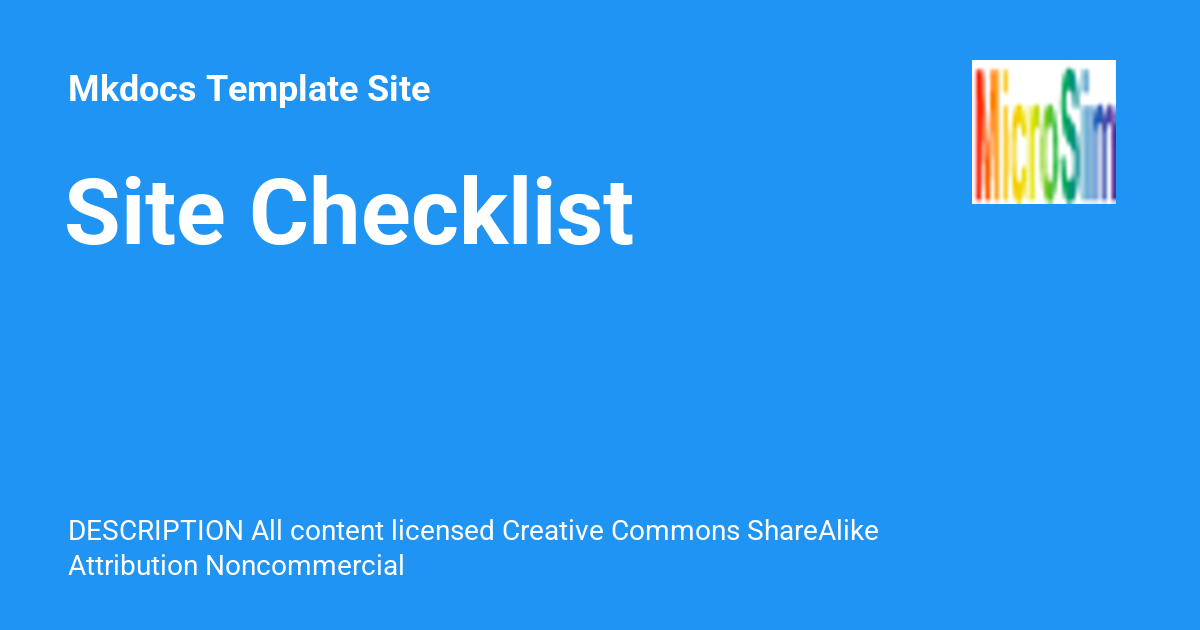 Mkdocs Template Site
MicroSim
Site Checklist
DESCRIPTION All content licensed Creative Commons ShareAlike
Attribution Noncommercial